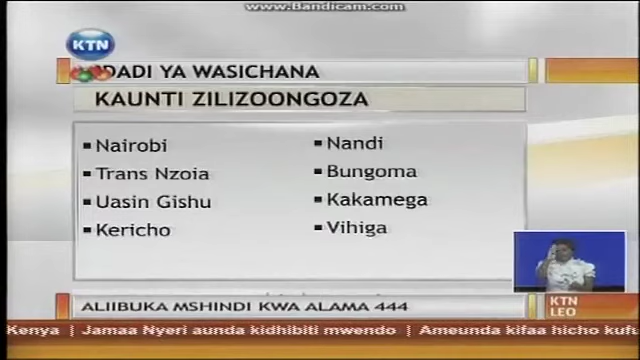 www.Bandicam.com
KTN
IDADI YA WASICHANA
KAUNTI ZILIZOONGOZA
Nairobi
Trans Nzoia
Uasin Gishu
Kericho
Nandi
Bungoma
Kakamega
Vihiga
ALIIBUKA MSHINDI KWA ALAMA 444
KTN
LEO
Kenya | Jamaa Nyeri aunda kidhibiti mwendo | Ameunda kifaa hicho kufu